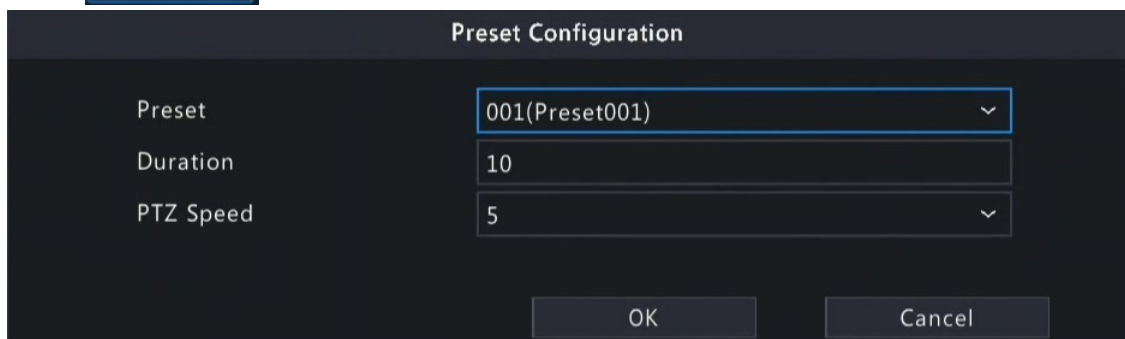 Preset Configuration
Preset 001(Preset001)
Duration 10
PTZ Speed 5
OK Cancel